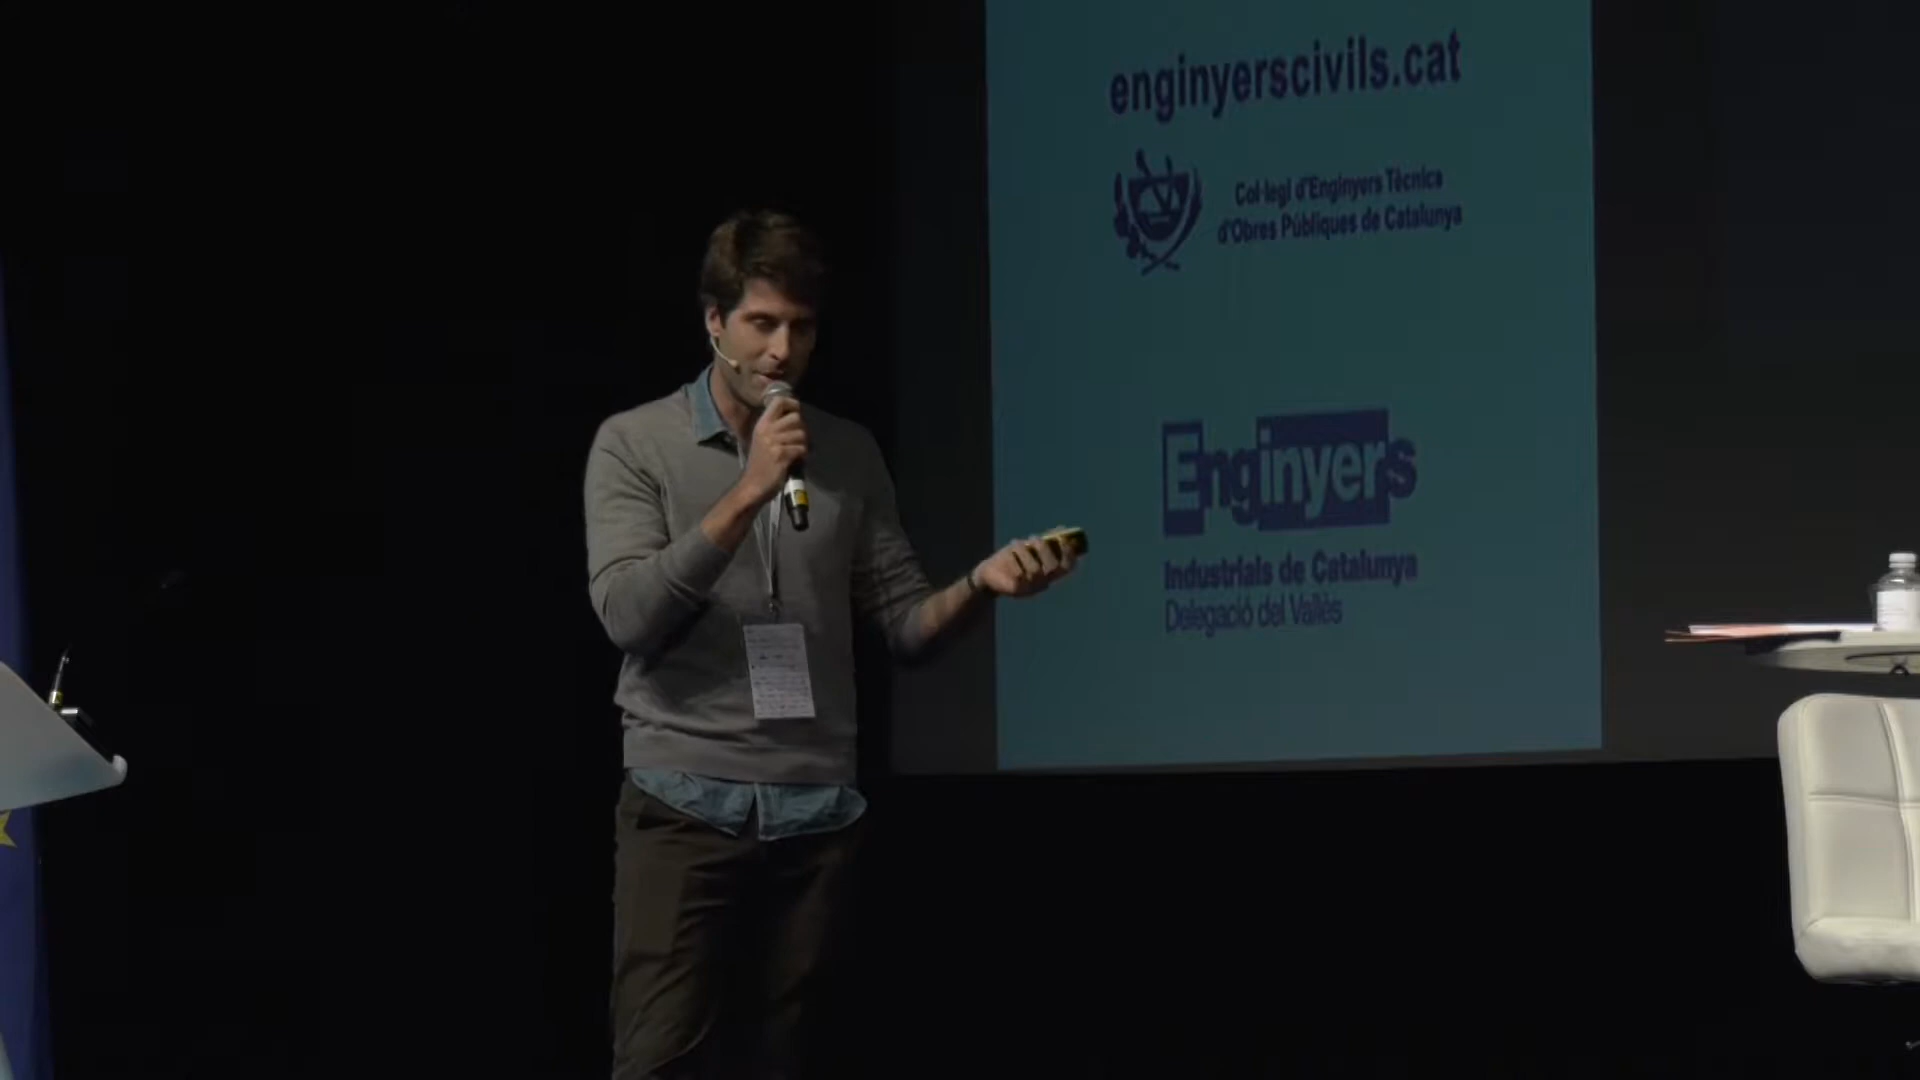 enginyerscivils.cat
Col·legi d'Enginyers Tècnics
d'Obres Públiques de Catalunya
Enginyers
Industrials de Catalunya
Delegació del Vallès